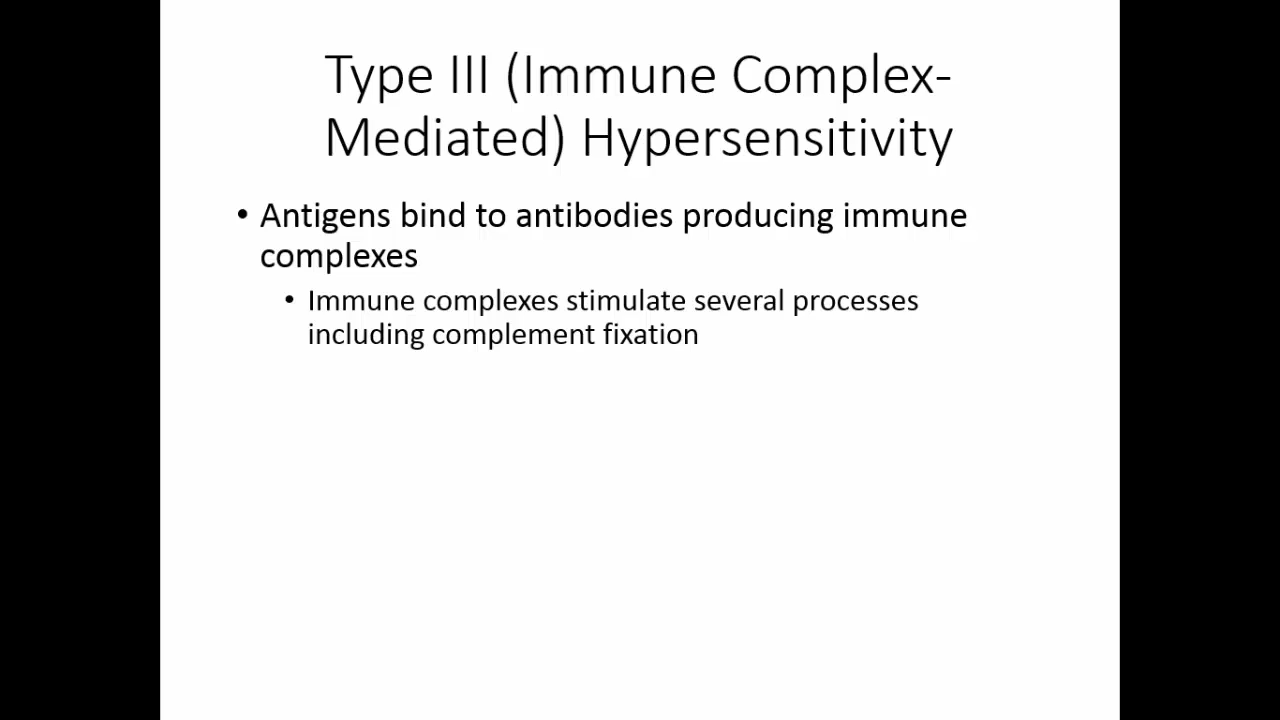 Type III (Immune Complex-
Mediated) Hypersensitivity
• Antigens bind to antibodies producing immune
complexes
• Immune complexes stimulate several processes
including complement fixation